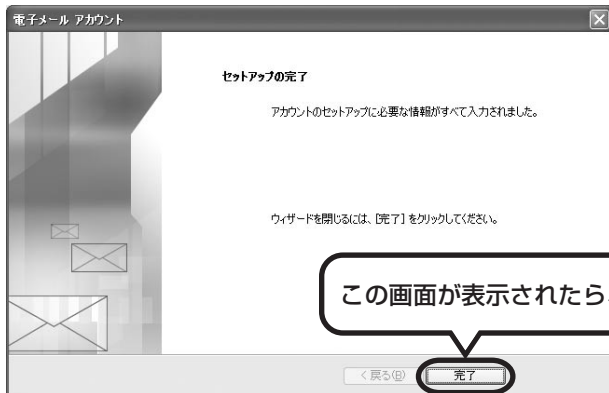 電子メール アカウント
セットアップの完了
アカウントのセットアップに必要な情報がすべて入力されました。
ウィザードを閉じるには、[完了] をクリックしてください。
この画面が表示されたら、
< 戻る(B)
完了